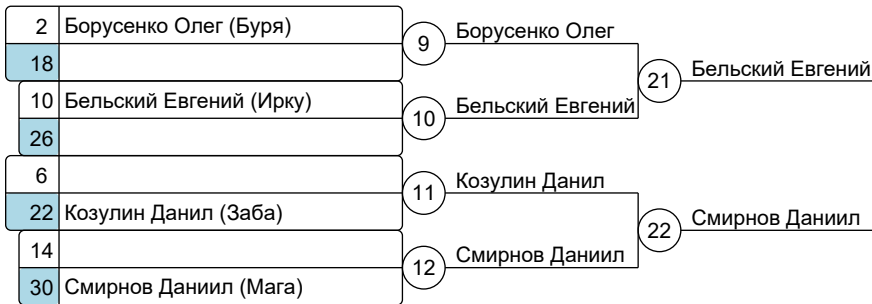 2 Борусенко Олег (Буря)
18
9 Борусенко Олег
10 Бельский Евгений (Ирку)
26
10 Бельский Евгений
21 Бельский Евгений
6
22 Козулин Данил (Заба)
11 Козулин Данил
14
30 Смирнов Даниил (Мага)
12 Смирнов Даниил
22 Смирнов Даниил